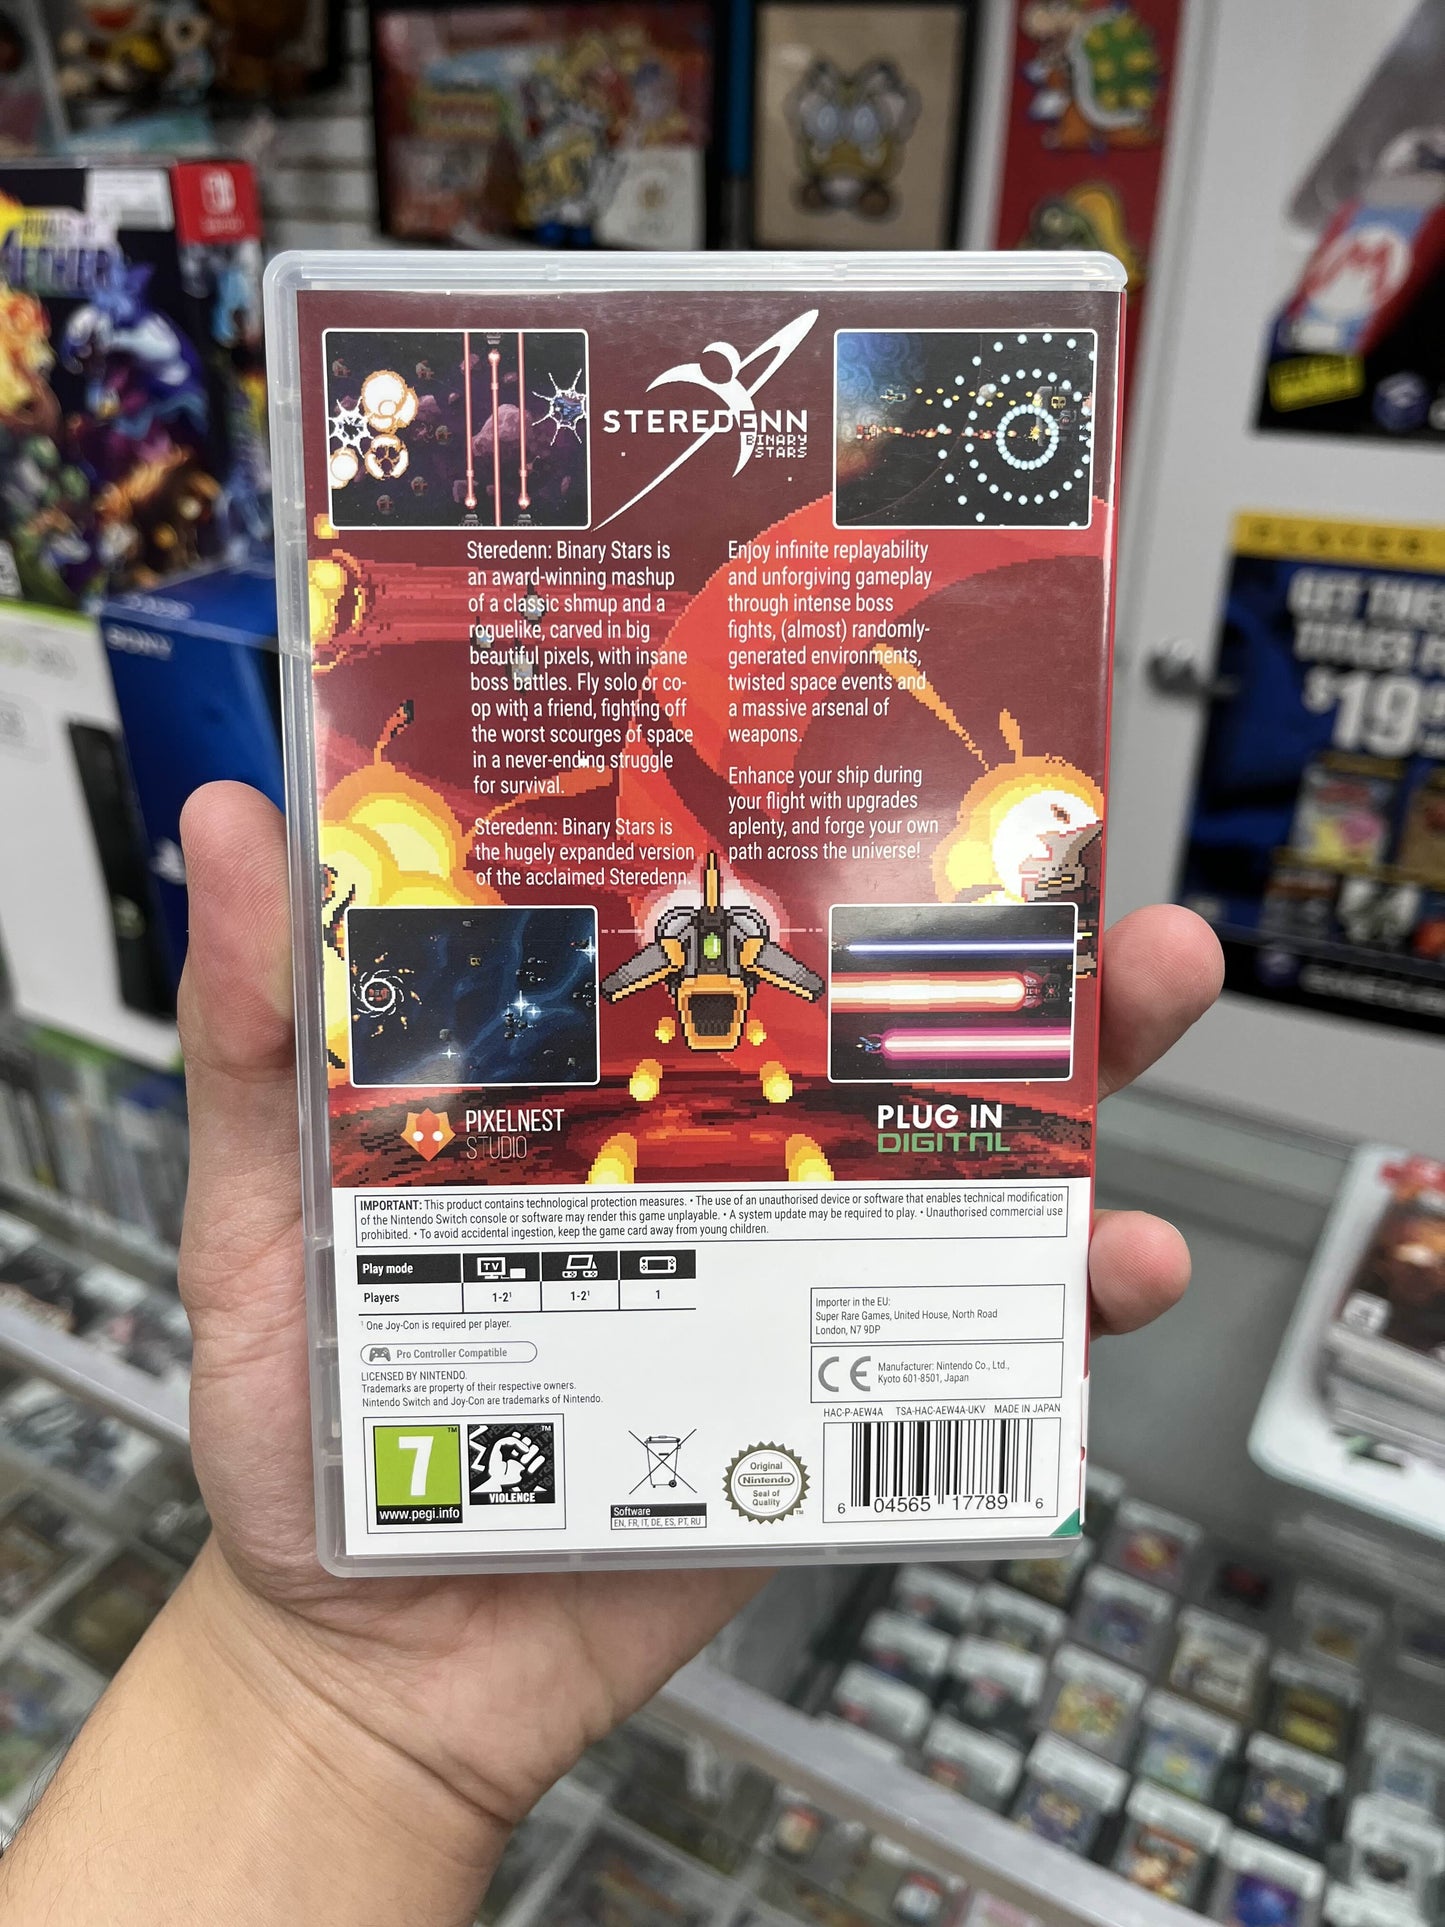 STEREDENN
BINARY
STARS
Steredenn: Binary Stars is
an award-winning mashup
of a classic shmup and a
roguelike, carved in big
beautiful pixels, with insane
boss battles. Fly solo or co-
op with a friend, fighting off
the worst scourges of space
in a never-ending struggle
for survival.
Steredenn: Binary Stars is
the hugely expanded version
of the acclaimed Steredenn.
Enjoy infinite replayability
and unforgiving gameplay
through intense boss
fights, (almost) randomly-
generated environments,
twisted space events and
a massive arsenal of
weapons.
Enhance your ship during
your flight with upgrades
aplenty, and forge your own
path across the universe!
PIXELNEST
STUDIO
PLUG IN
DIGITAL
IMPORTANT: This product contains technological protection measures. • The use of an unauthorised device or software that enables technical modification
of the Nintendo Switch console or software may render this game unplayable. • A system update may be required to play. • Unauthorised commercial use
prohibited. • To avoid accidental ingestion, keep the game card away from young children.
Play mode TV
Players 1-2¹ 1-2¹ 1
¹ One Joy-Con is required per player.
Pro Controller Compatible
LICENSED BY NINTENDO.
Trademarks are property of their respective owners.
Nintendo Switch and Joy-Con are trademarks of Nintendo.
Importer in the EU:
Super Rare Games, United House, North Road
London, N7 9DP
CE
Manufacturer: Nintendo Co., Ltd.,
Kyoto 601-8501, Japan
HAC-P-AEW4A TSA-HAC-AEW4A-UKV MADE IN JAPAN
7 ™
www.pegi.info
™
VIOLENCE
Software
EN, FR, IT, DE, ES, PT, RU
Original
Nintendo
Seal of
Quality
™
6 04565 17789 6
SONY
GET THESE
TITLES
$19